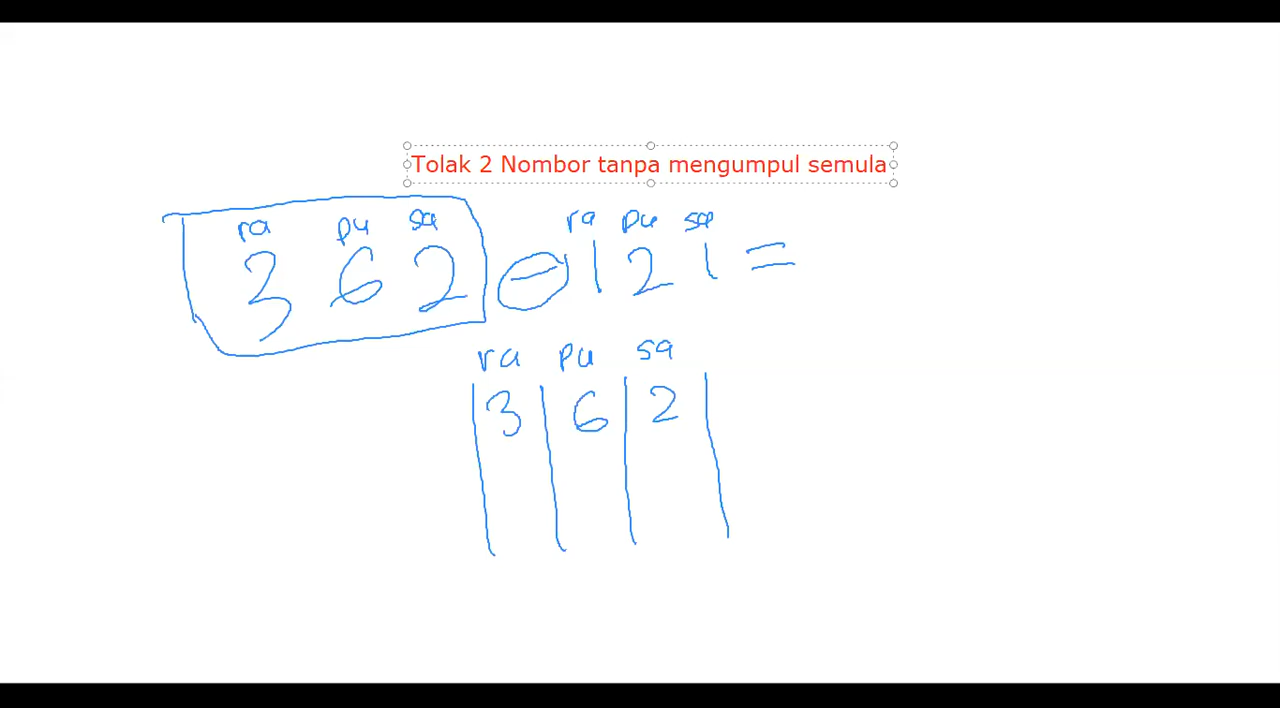 Tolak 2 Nombor tanpa mengumpul semula
ra pu sa ra pu sa
3 6 2 - 1 2 1 =
ra pu sa
3 6 2